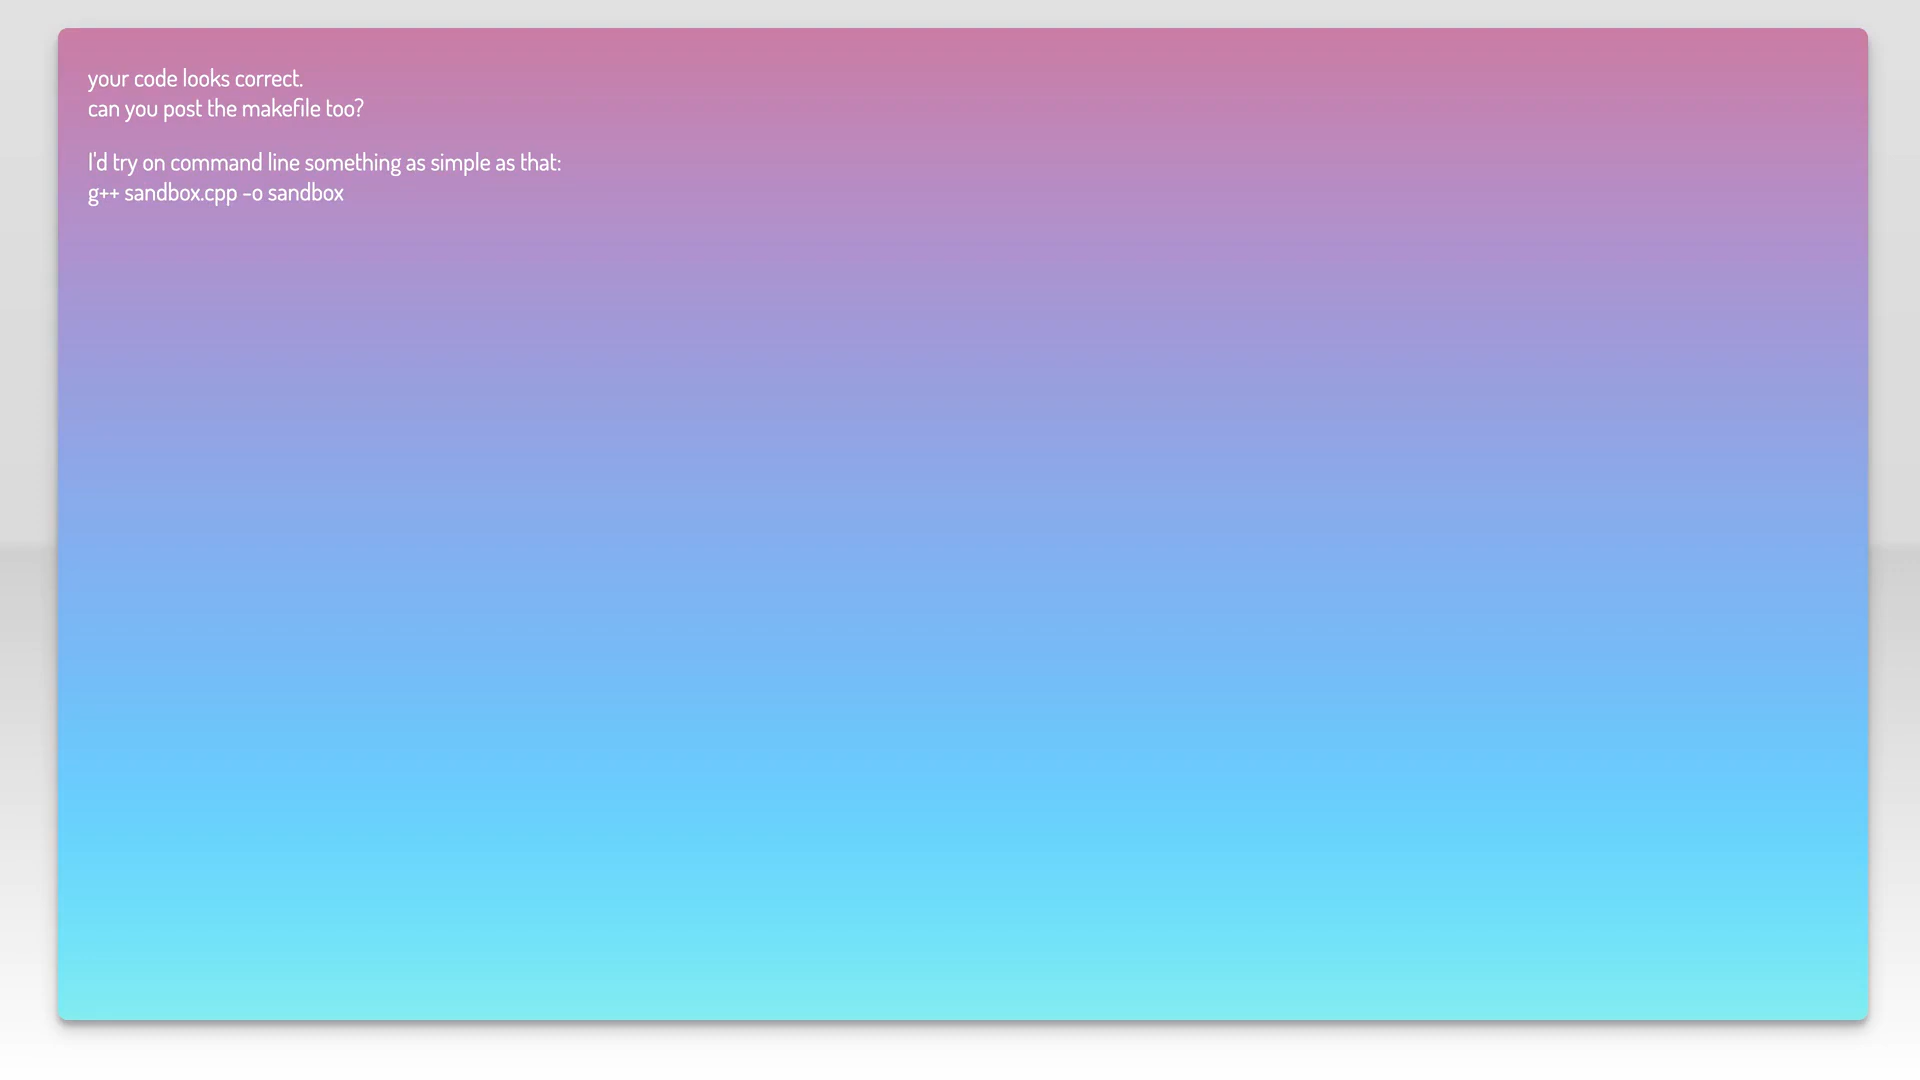 your code looks correct.
can you post the makefile too?
I'd try on command line something as simple as that:
g++ sandbox.cpp -o sandbox